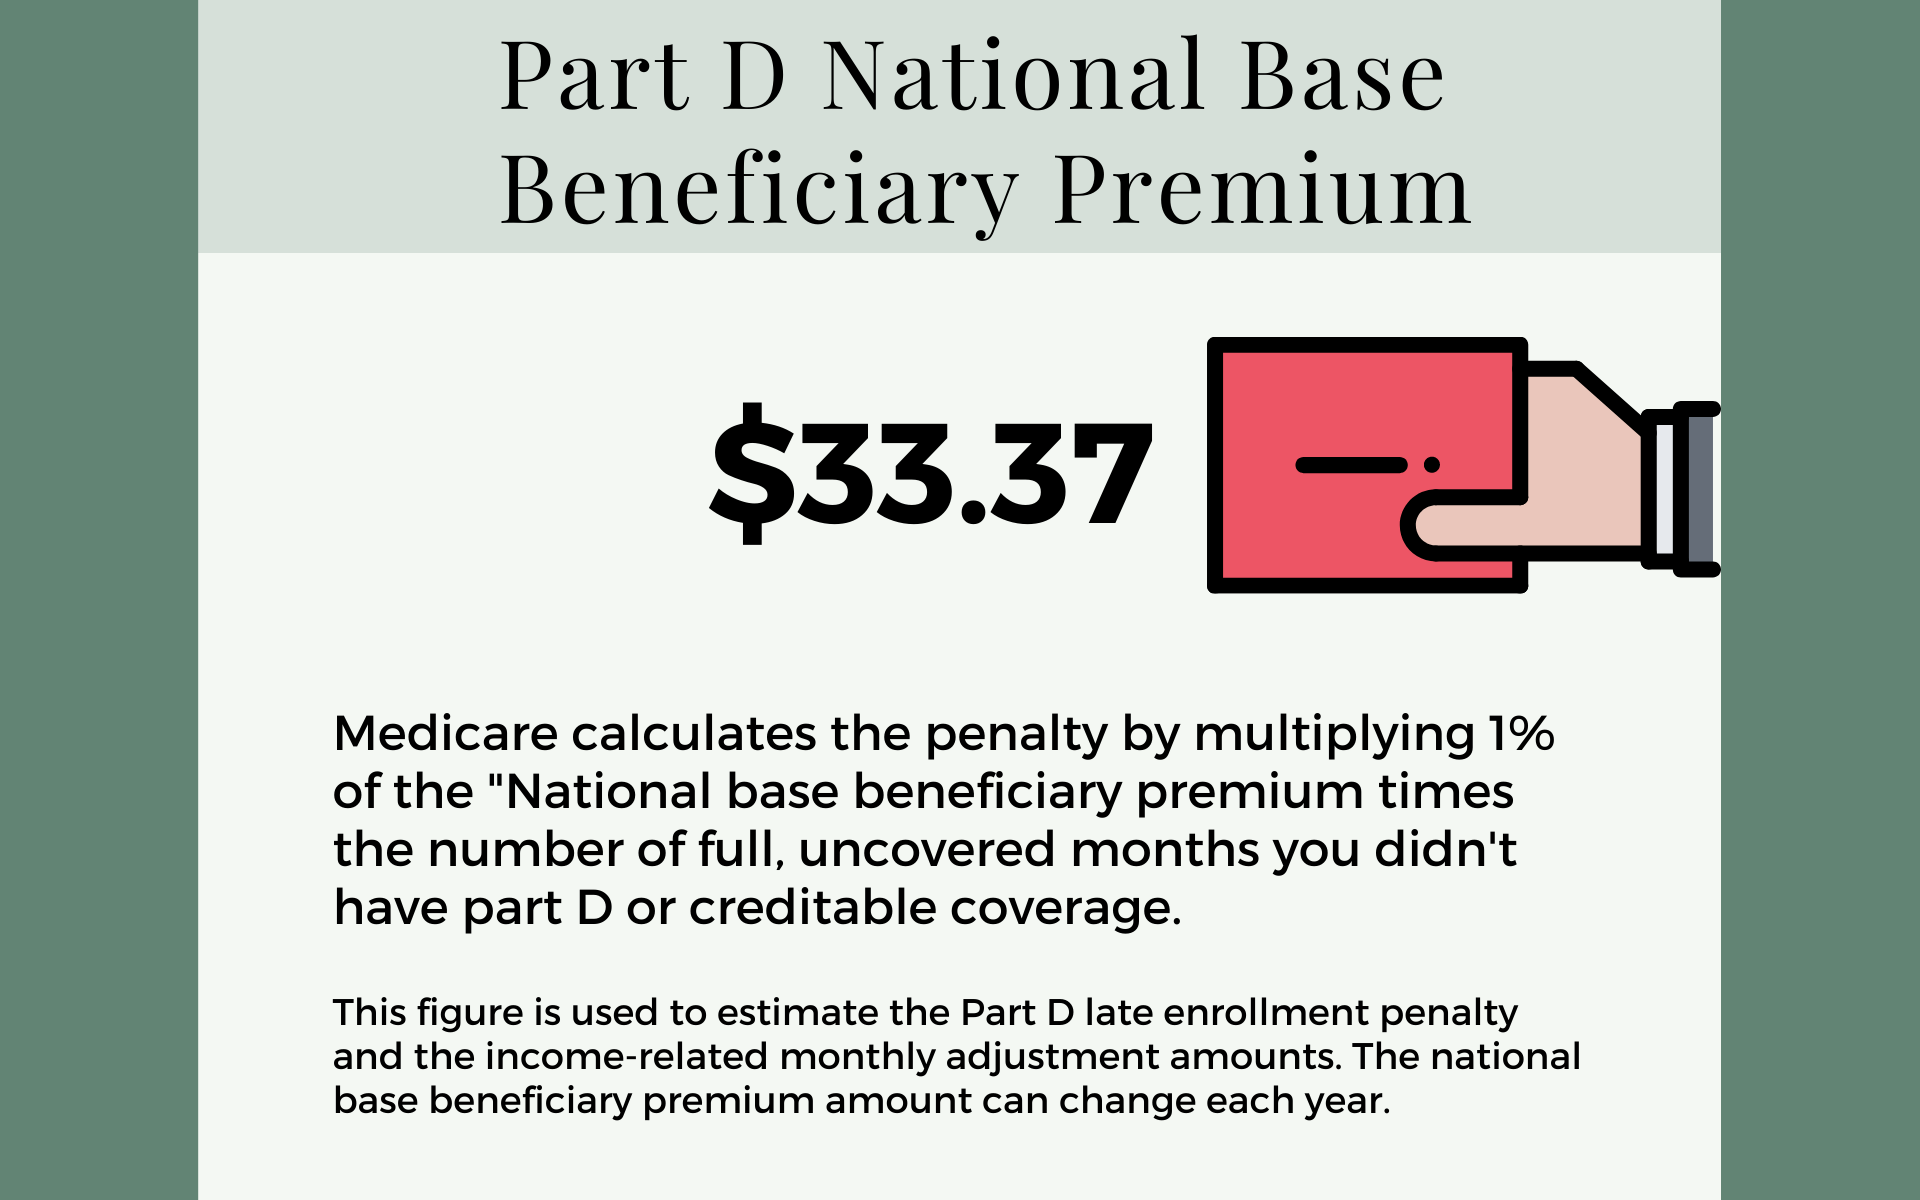 Part D National Base
Beneficiary Premium
$33.37
Medicare calculates the penalty by multiplying 1%
of the "National base beneficiary premium times
the number of full, uncovered months you didn't
have part D or creditable coverage.
This figure is used to estimate the Part D late enrollment penalty
and the income-related monthly adjustment amounts. The national
base beneficiary premium amount can change each year.